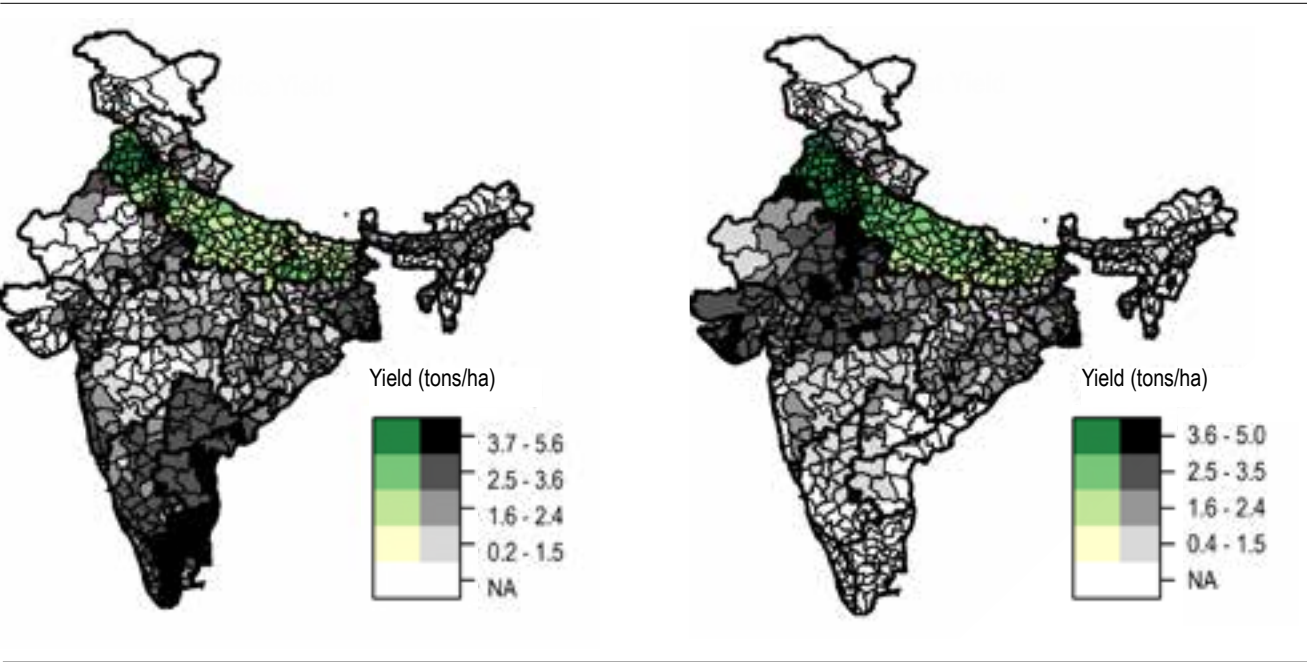 Yield (tons/ha)
3.7 - 5.6
2.5 - 3.6
1.6 - 2.4
0.2 - 1.5
NA
Yield (tons/ha)
3.6 - 5.0
2.5 - 3.5
1.6 - 2.4
0.4 - 1.5
NA